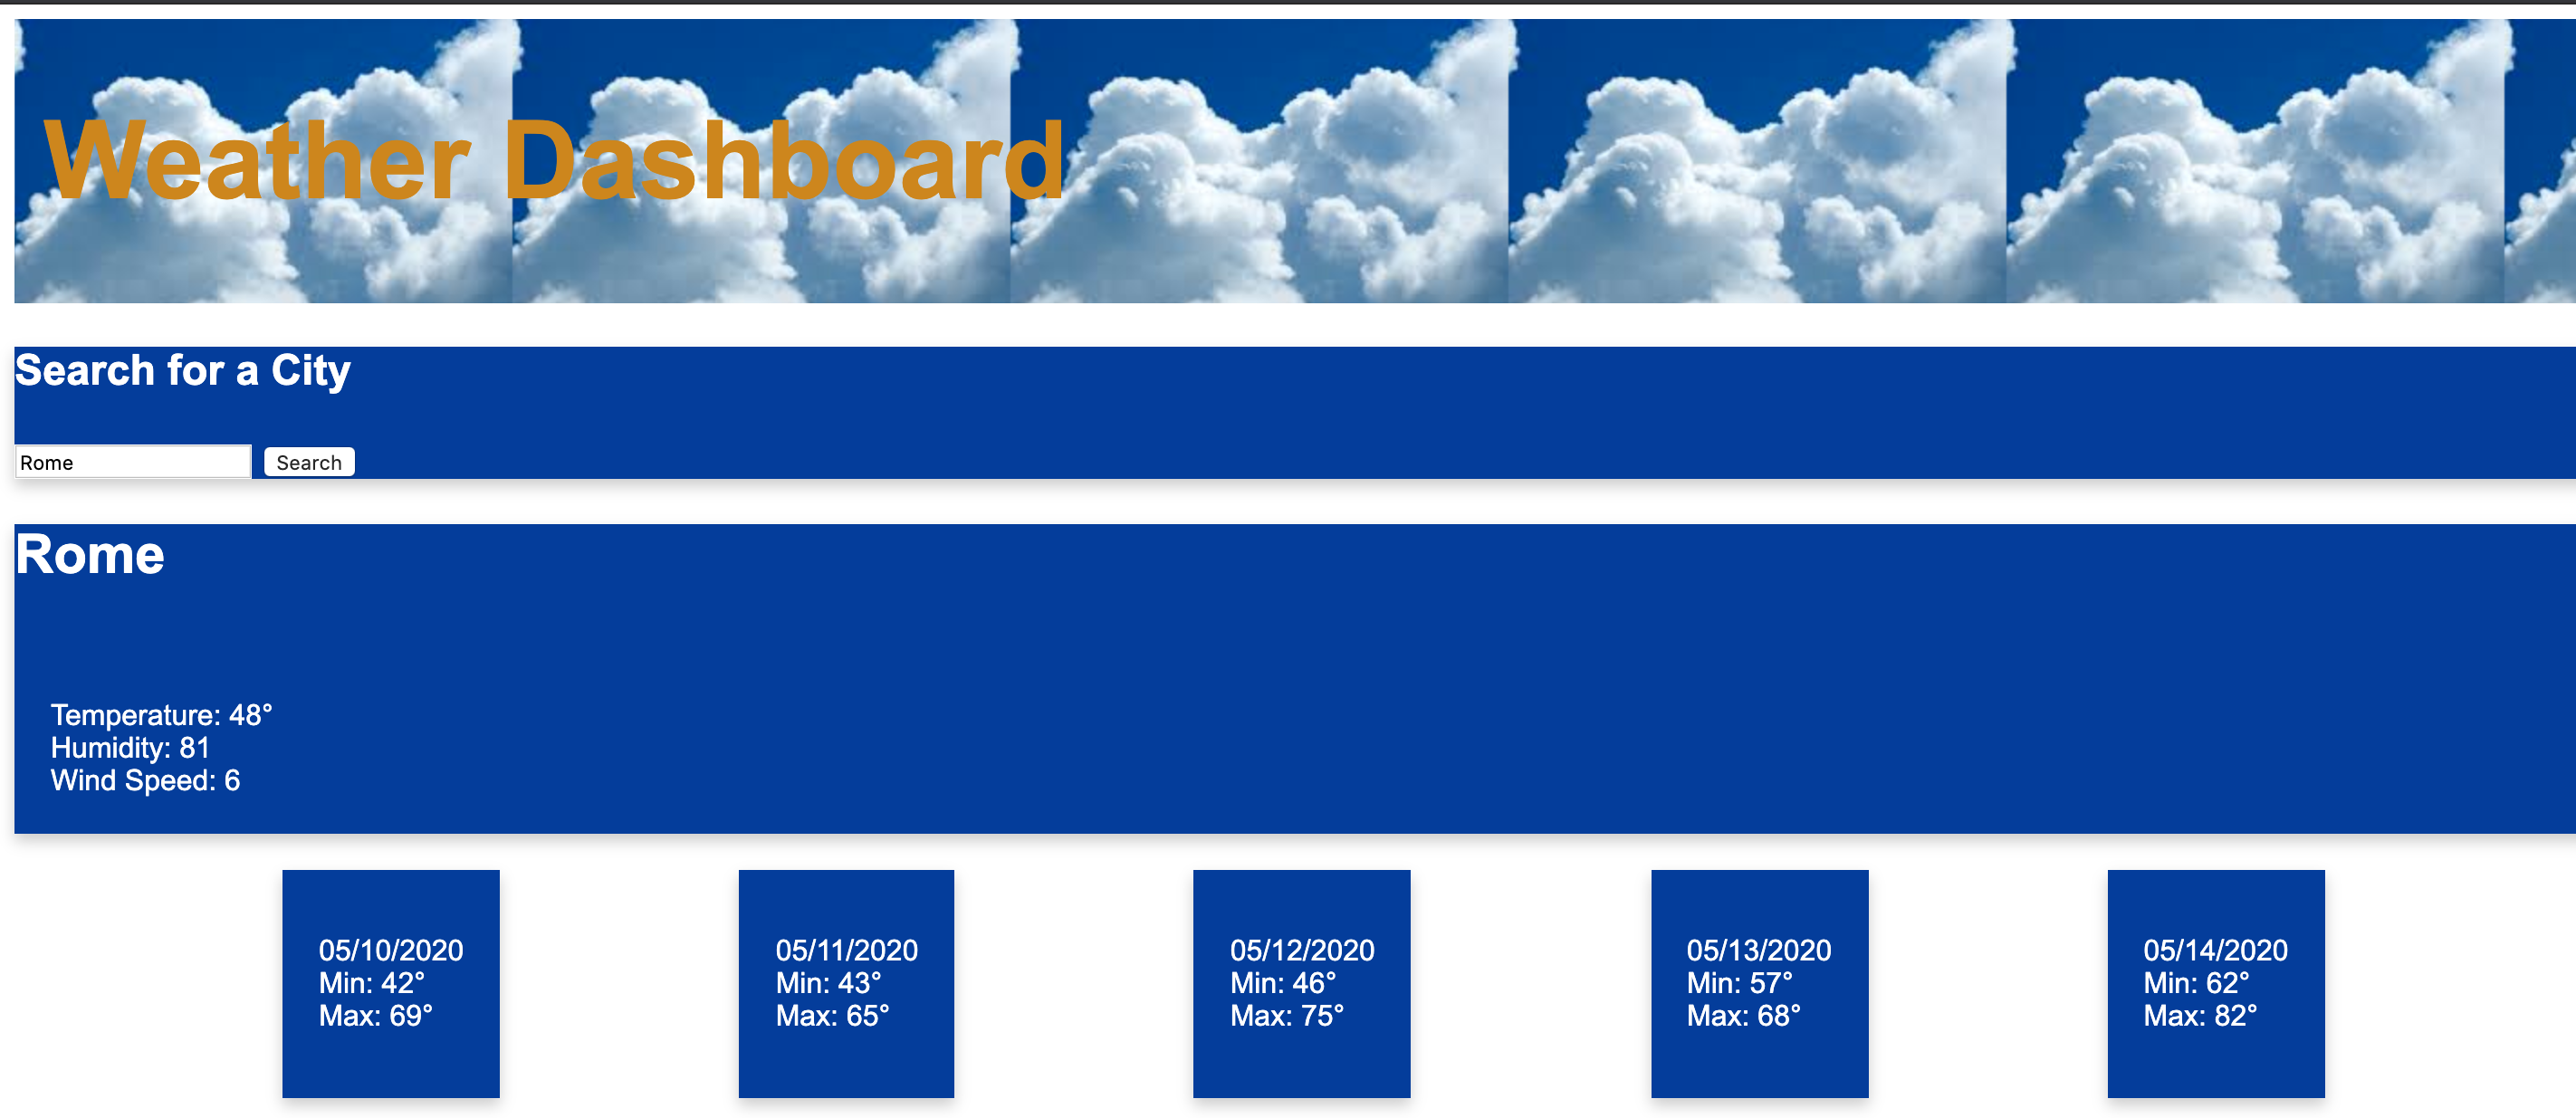 Weather Dashboard
Search for a City
Rome
Search
Rome
Temperature: 48°
Humidity: 81
Wind Speed: 6
05/10/2020
Min: 42°
Max: 69°
05/11/2020
Min: 43°
Max: 65°
05/12/2020
Min: 46°
Max: 75°
05/13/2020
Min: 57°
Max: 68°
05/14/2020
Min: 62°
Max: 82°